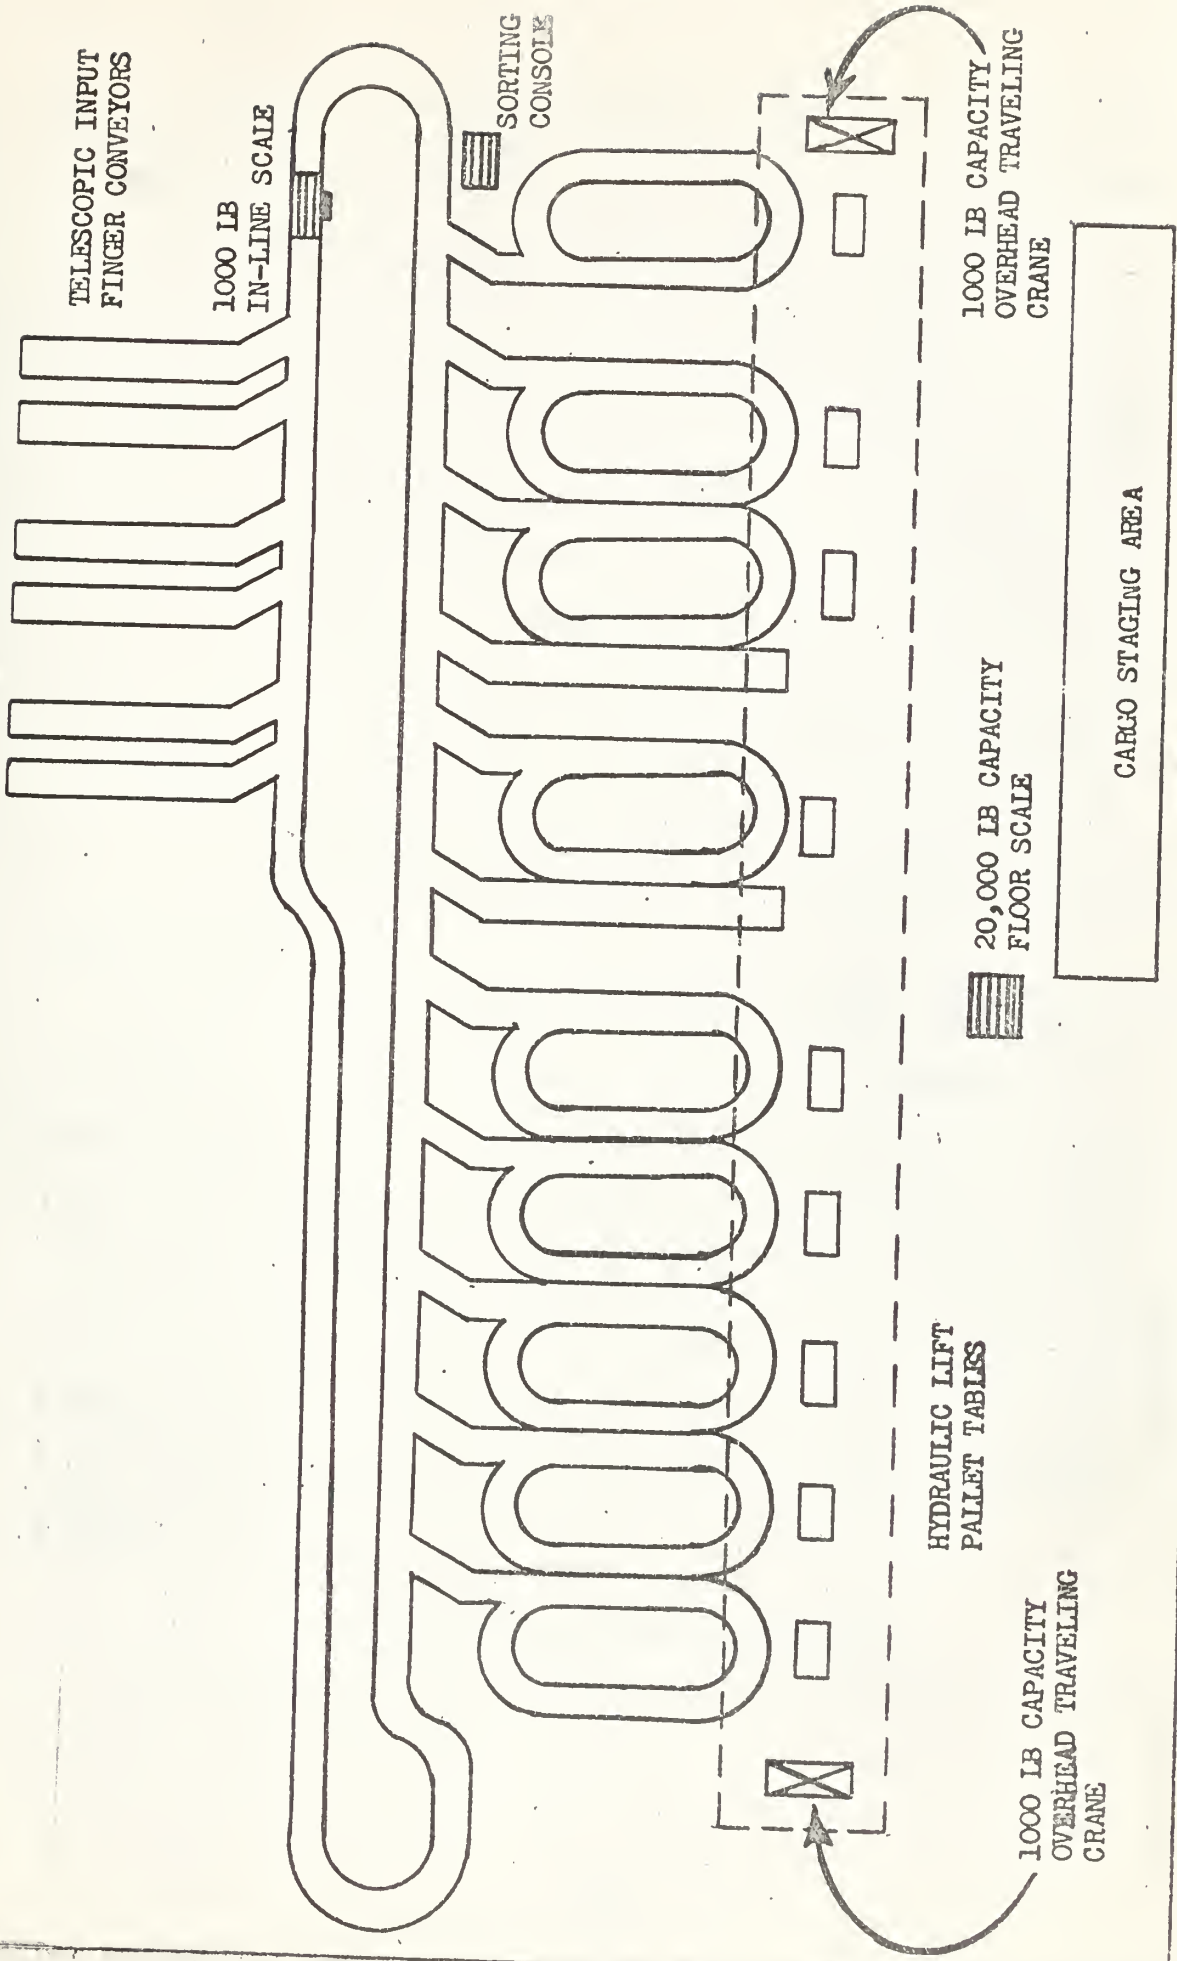 TELESCOPIC INPUT
FINGER CONVEYORS
1000 LB
IN-LINE SCALE
SORTING
CONSOLE
1000 LB CAPACITY
OVERHEAD TRAVELING
CRANE
20,000 LB CAPACITY
FLOOR SCALE
CARGO STAGING AREA
HYDRAULIC LIFT
PALLET TABLES
1000 LB CAPACITY
OVERHEAD TRAVELING
CRANE